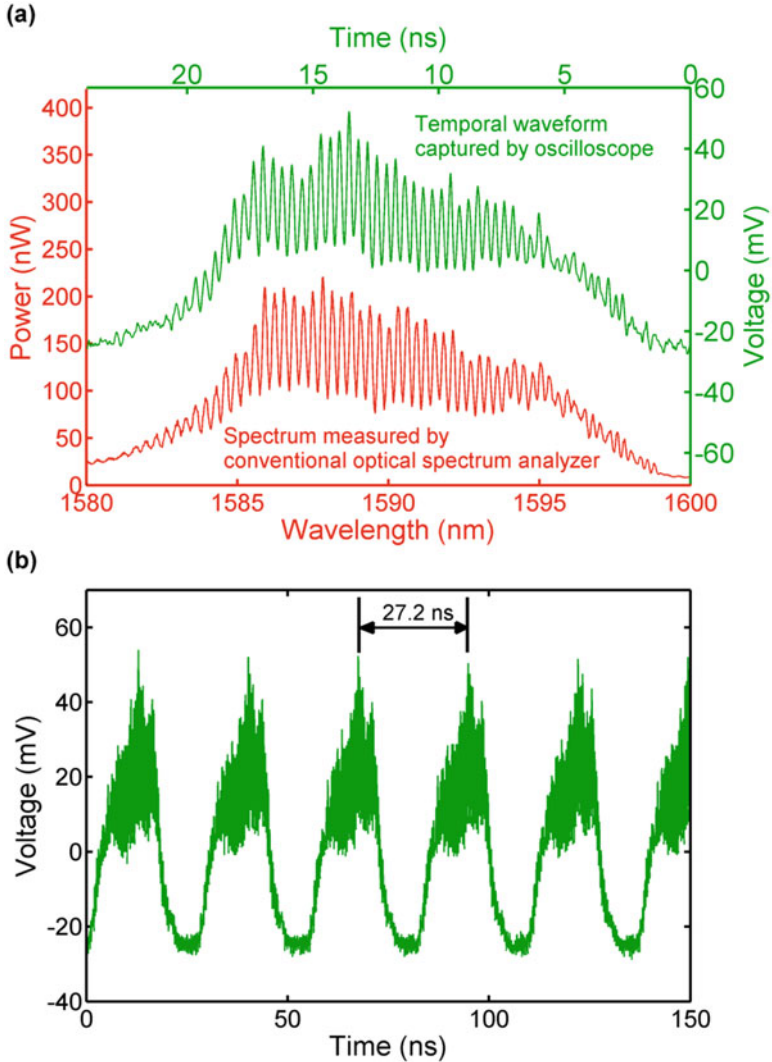 (a)
Time (ns)
20 15 10 5 0
400
350
300
250
200
150
100
50
0
Power (nW)
60
40
20
0
-20
-40
-60
Voltage (mV)
Temporal waveform
captured by oscilloscope
Spectrum measured by
conventional optical spectrum analyzer
1580 1585 1590 1595 1600
Wavelength (nm)
(b)
27.2 ns
60
40
20
0
-20
-40
Voltage (mV)
0 50 100 150
Time (ns)